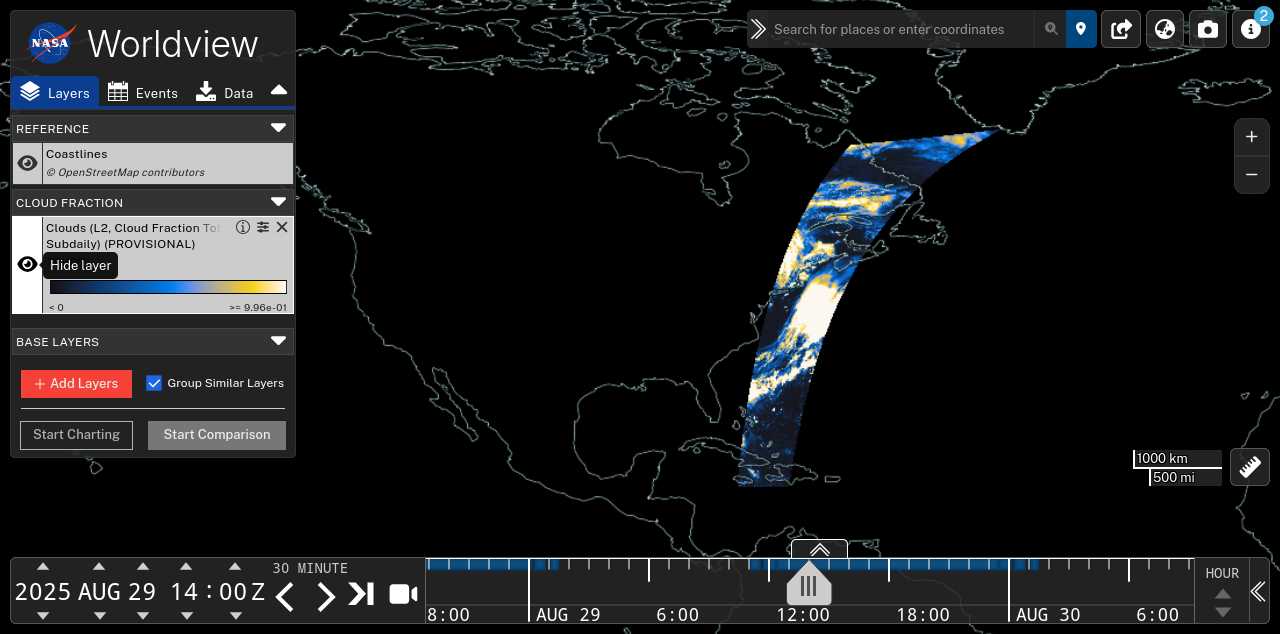 NASA Worldview
Search for places or enter coordinates
2
Layers Events Data
REFERENCE
Coastlines
© OpenStreetMap contributors
CLOUD FRACTION
Clouds (L2, Cloud Fraction Tot
Subdaily) (PROVISIONAL)
Hide layer
< 0 >= 9.96e-01
BASE LAYERS
+ Add Layers Group Similar Layers
Start Charting Start Comparison
+
−
1000 km
500 mi
2025 AUG 29 14:00 Z
30 MINUTE
8:00 AUG 29 6:00 12:00 18:00 AUG 30 6:00
HOUR